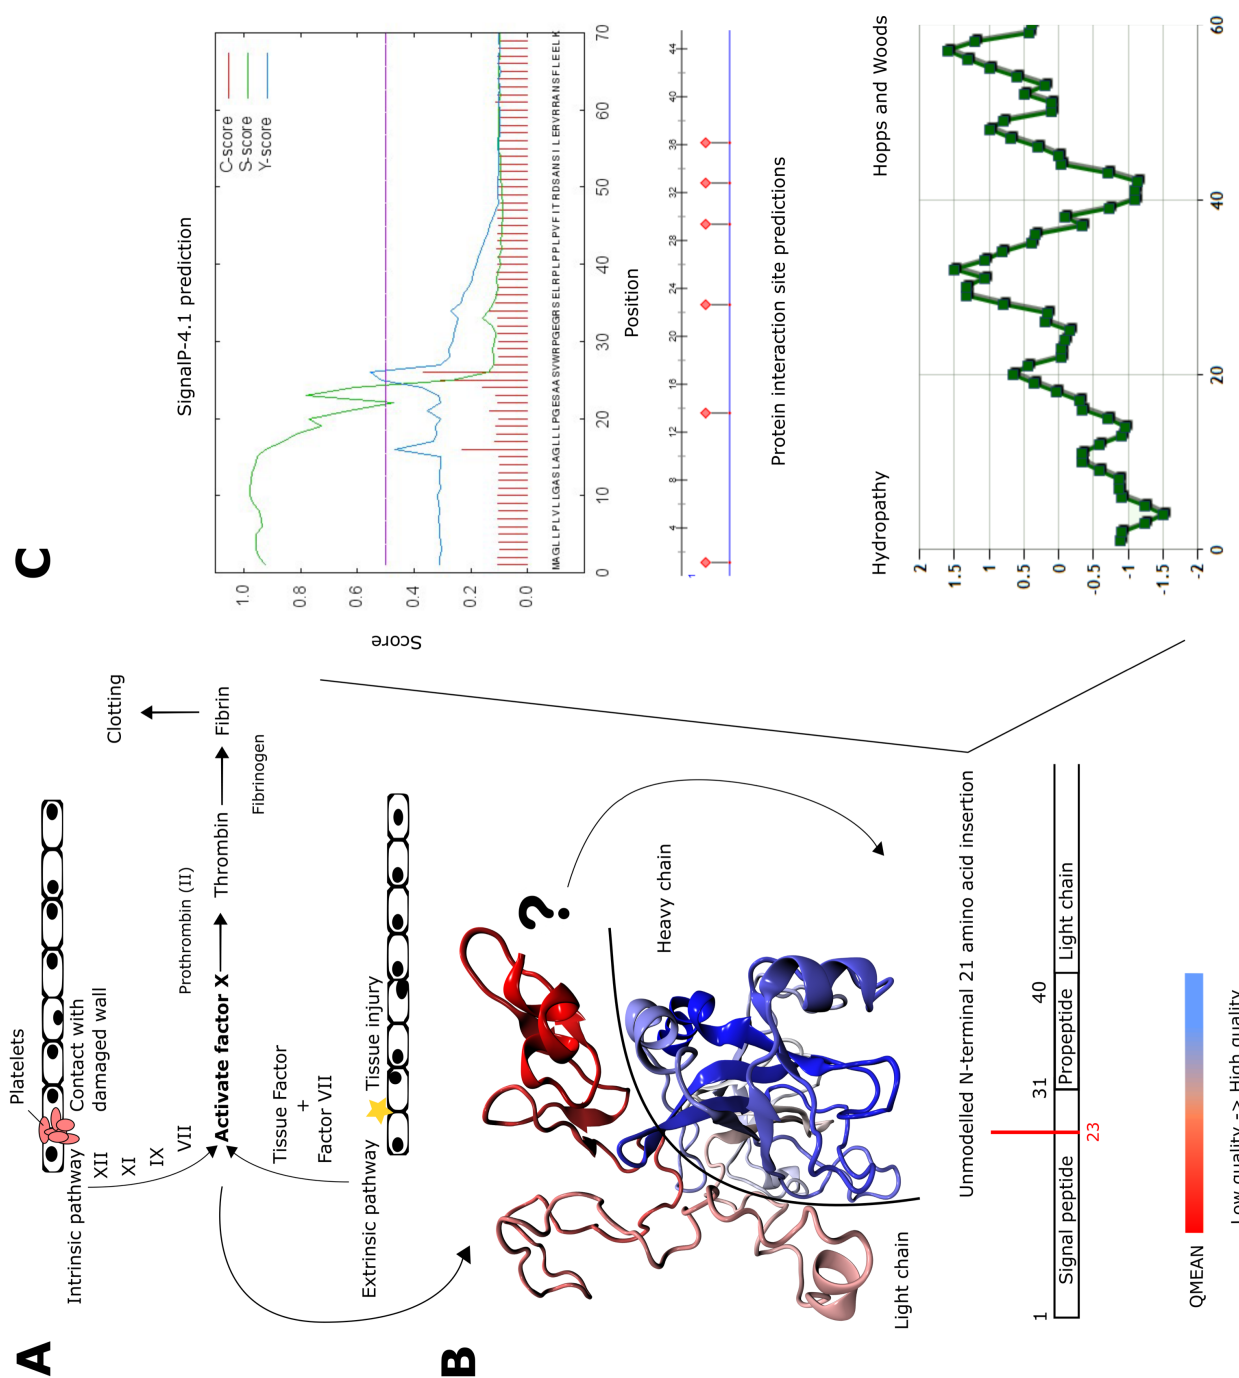 A
Platelets
Contact with
damaged wall
Intrinsic pathway
XII
XI
IX
VII
Prothrombin (II)
Activate factor X
Thrombin
Fibrin
Clotting
Fibrinogen
Tissue Factor
+
Factor VII
Tissue injury
Extrinsic pathway
B
?
Heavy chain
Light chain
Unmodelled N-terminal 21 amino acid insertion
1
31
40
Signal peptide
Propeptide
Light chain
23
QMEAN
Low quality -> High quality
C
SignalP-4.1 prediction
C-score
S-score
Y-score
Score
1.0
0.8
0.6
0.4
0.2
0.0
MAGLLPLVLLGASLAGLLLPGESAASVWRPGEGRSELRPLPPLPVFITRDSANSILERVRRANSFLEELK
0 10 20 30 40 50 60 70
Position
1 4 8 12 16 20 24 28 32 36 40 44
Protein interaction site predictions
Hydropathy
Hopps and Woods
2
1.5
1
0.5
0
-0.5
-1
-1.5
-2
0 20 40 60